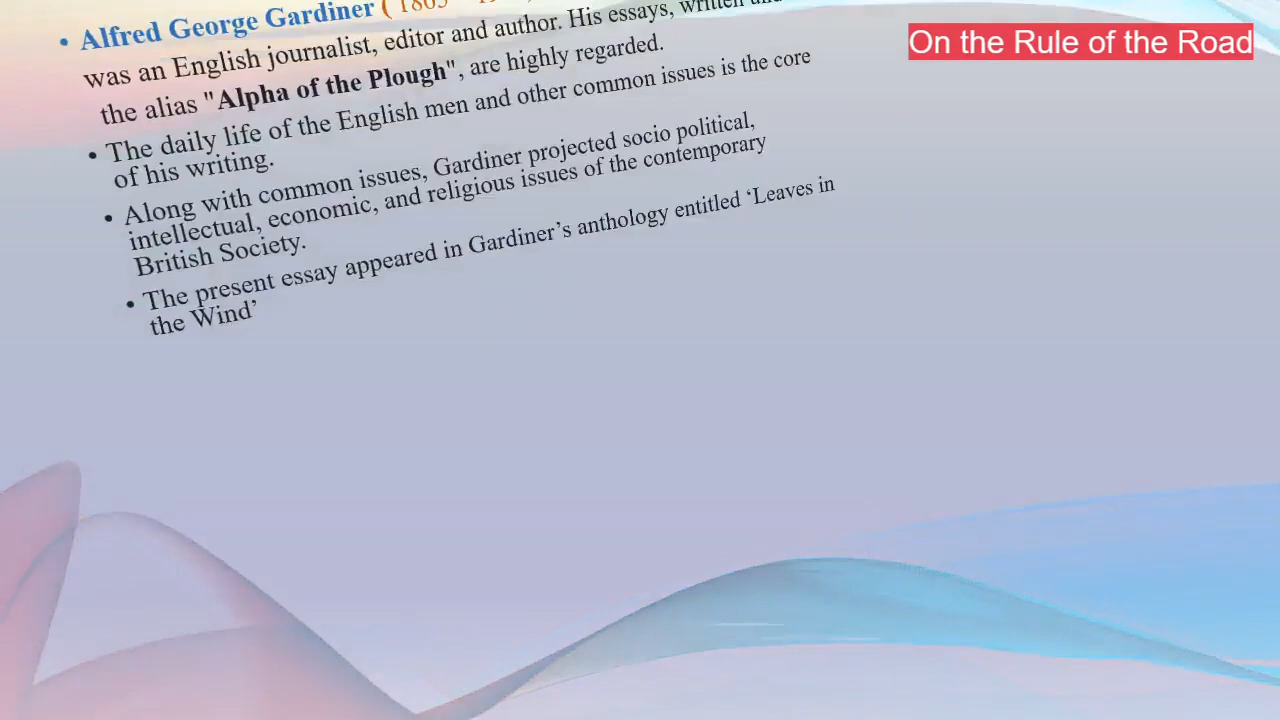 On the Rule of the Road
• Alfred George Gardiner ( 1865
was an English journalist, editor and author. His essays, written
the alias "Alpha of the Plough", are highly regarded.
• The daily life of the English men and other common issues is the core
of his writing.
• Along with common issues, Gardiner projected socio political,
intellectual, economic, and religious issues of the contemporary
British Society.
• The present essay appeared in Gardiner’s anthology entitled ‘Leaves in
the Wind’